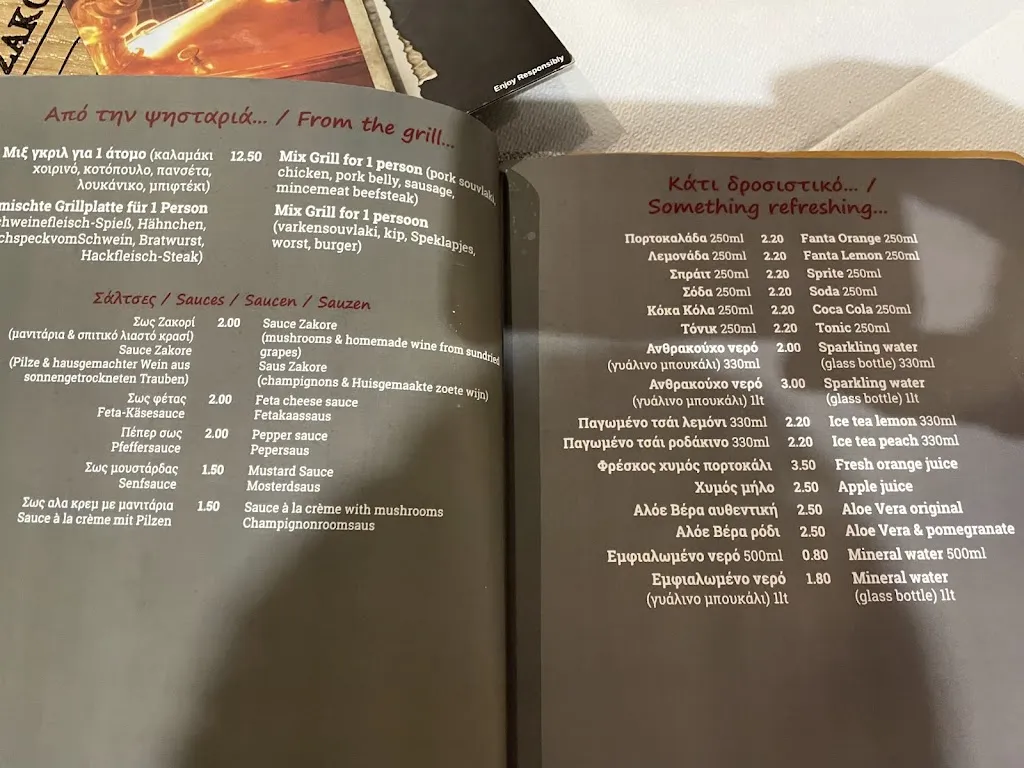 ZAKO
Enjoy Responsibly
Από την ψησταριά... / From the grill...
Μιξ γκριλ για 1 άτομο (καλαμάκι
χοιρινό, κοτόπουλο, πανσέτα,
λουκάνικο, μπιφτέκι)
12.50
Mix Grill for 1 person (pork souvlaki,
chicken, pork belly, sausage,
mincemeat beefsteak)
mischte Grillplatte für 1 Person
chweinefleisch-Spieß, Hähnchen,
chspeckvomSchwein, Bratwurst,
Hackfleisch-Steak)
Mix Grill for 1 persoon
(varkensouvlaki, kip, Speklapjes,
worst, burger)
Σάλτσες / Sauces / Saucen / Sauzen
Σως Ζακορί 2.00 Sauce Zakore
(μανιτάρια & σπιτικό λιαστό κρασί)
Sauce Zakore
(Pilze & hausgemachter Wein aus
sonnengetrockneten Trauben)
(mushrooms & homemade wine from sundried
grapes)
Saus Zakore
(champignons & Huisgemaakte zoete wijn)
Σως φέτας 2.00 Feta cheese sauce
Feta-Käsesauce Fetakaassaus
Πέπερ σως 2.00 Pepper sauce
Pfeffersauce Pepersaus
Σως μουστάρδας 1.50 Mustard Sauce
Senfsauce Mosterdsaus
Σως αλα κρεμ με μανιτάρια 1.50 Sauce à la crème with mushrooms
Sauce à la crème mit Pilzen Champignonroomsaus
Κάτι δροσιστικό... /
Something refreshing...
Πορτοκαλάδα 250ml 2.20 Fanta Orange 250ml
Λεμονάδα 250ml 2.20 Fanta Lemon 250ml
Σπράιτ 250ml 2.20 Sprite 250ml
Σόδα 250ml 2.20 Soda 250ml
Κόκα Κόλα 250ml 2.20 Coca Cola 250ml
Τόνικ 250ml 2.20 Tonic 250ml
Ανθρακούχο νερό 2.00 Sparkling water
(γυάλινο μπουκάλι) 330ml (glass bottle) 330ml
Ανθρακούχο νερό 3.00 Sparkling water
(γυάλινο μπουκάλι) 1lt (glass bottle) 1lt
Παγωμένο τσάι λεμόνι 330ml 2.20 Ice tea lemon 330ml
Παγωμένο τσάι ροδάκινο 330ml 2.20 Ice tea peach 330ml
Φρέσκος χυμός πορτοκάλι 3.50 Fresh orange juice
Χυμός μήλο 2.50 Apple juice
Αλόε Βέρα αυθεντική 2.50 Aloe Vera original
Αλόε Βέρα ρόδι 2.50 Aloe Vera & pomegranate
Εμφιαλωμένο νερό 500ml 0.80 Mineral water 500ml
Εμφιαλωμένο νερό 1.80 Mineral water
(γυάλινο μπουκάλι) 1lt (glass bottle) 1lt